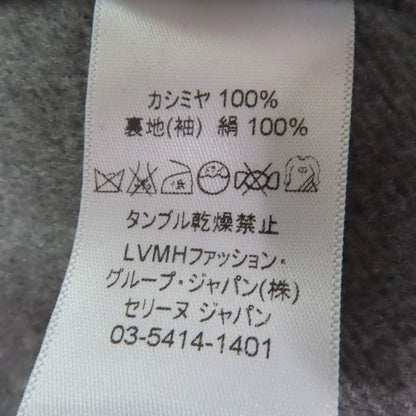 カシミヤ 100%
裏地(袖) 絹 100%
タンブル乾燥禁止
LVMHファッション・
グループ・ジャパン(株)
セリーヌ ジャパン
03-5414-1401